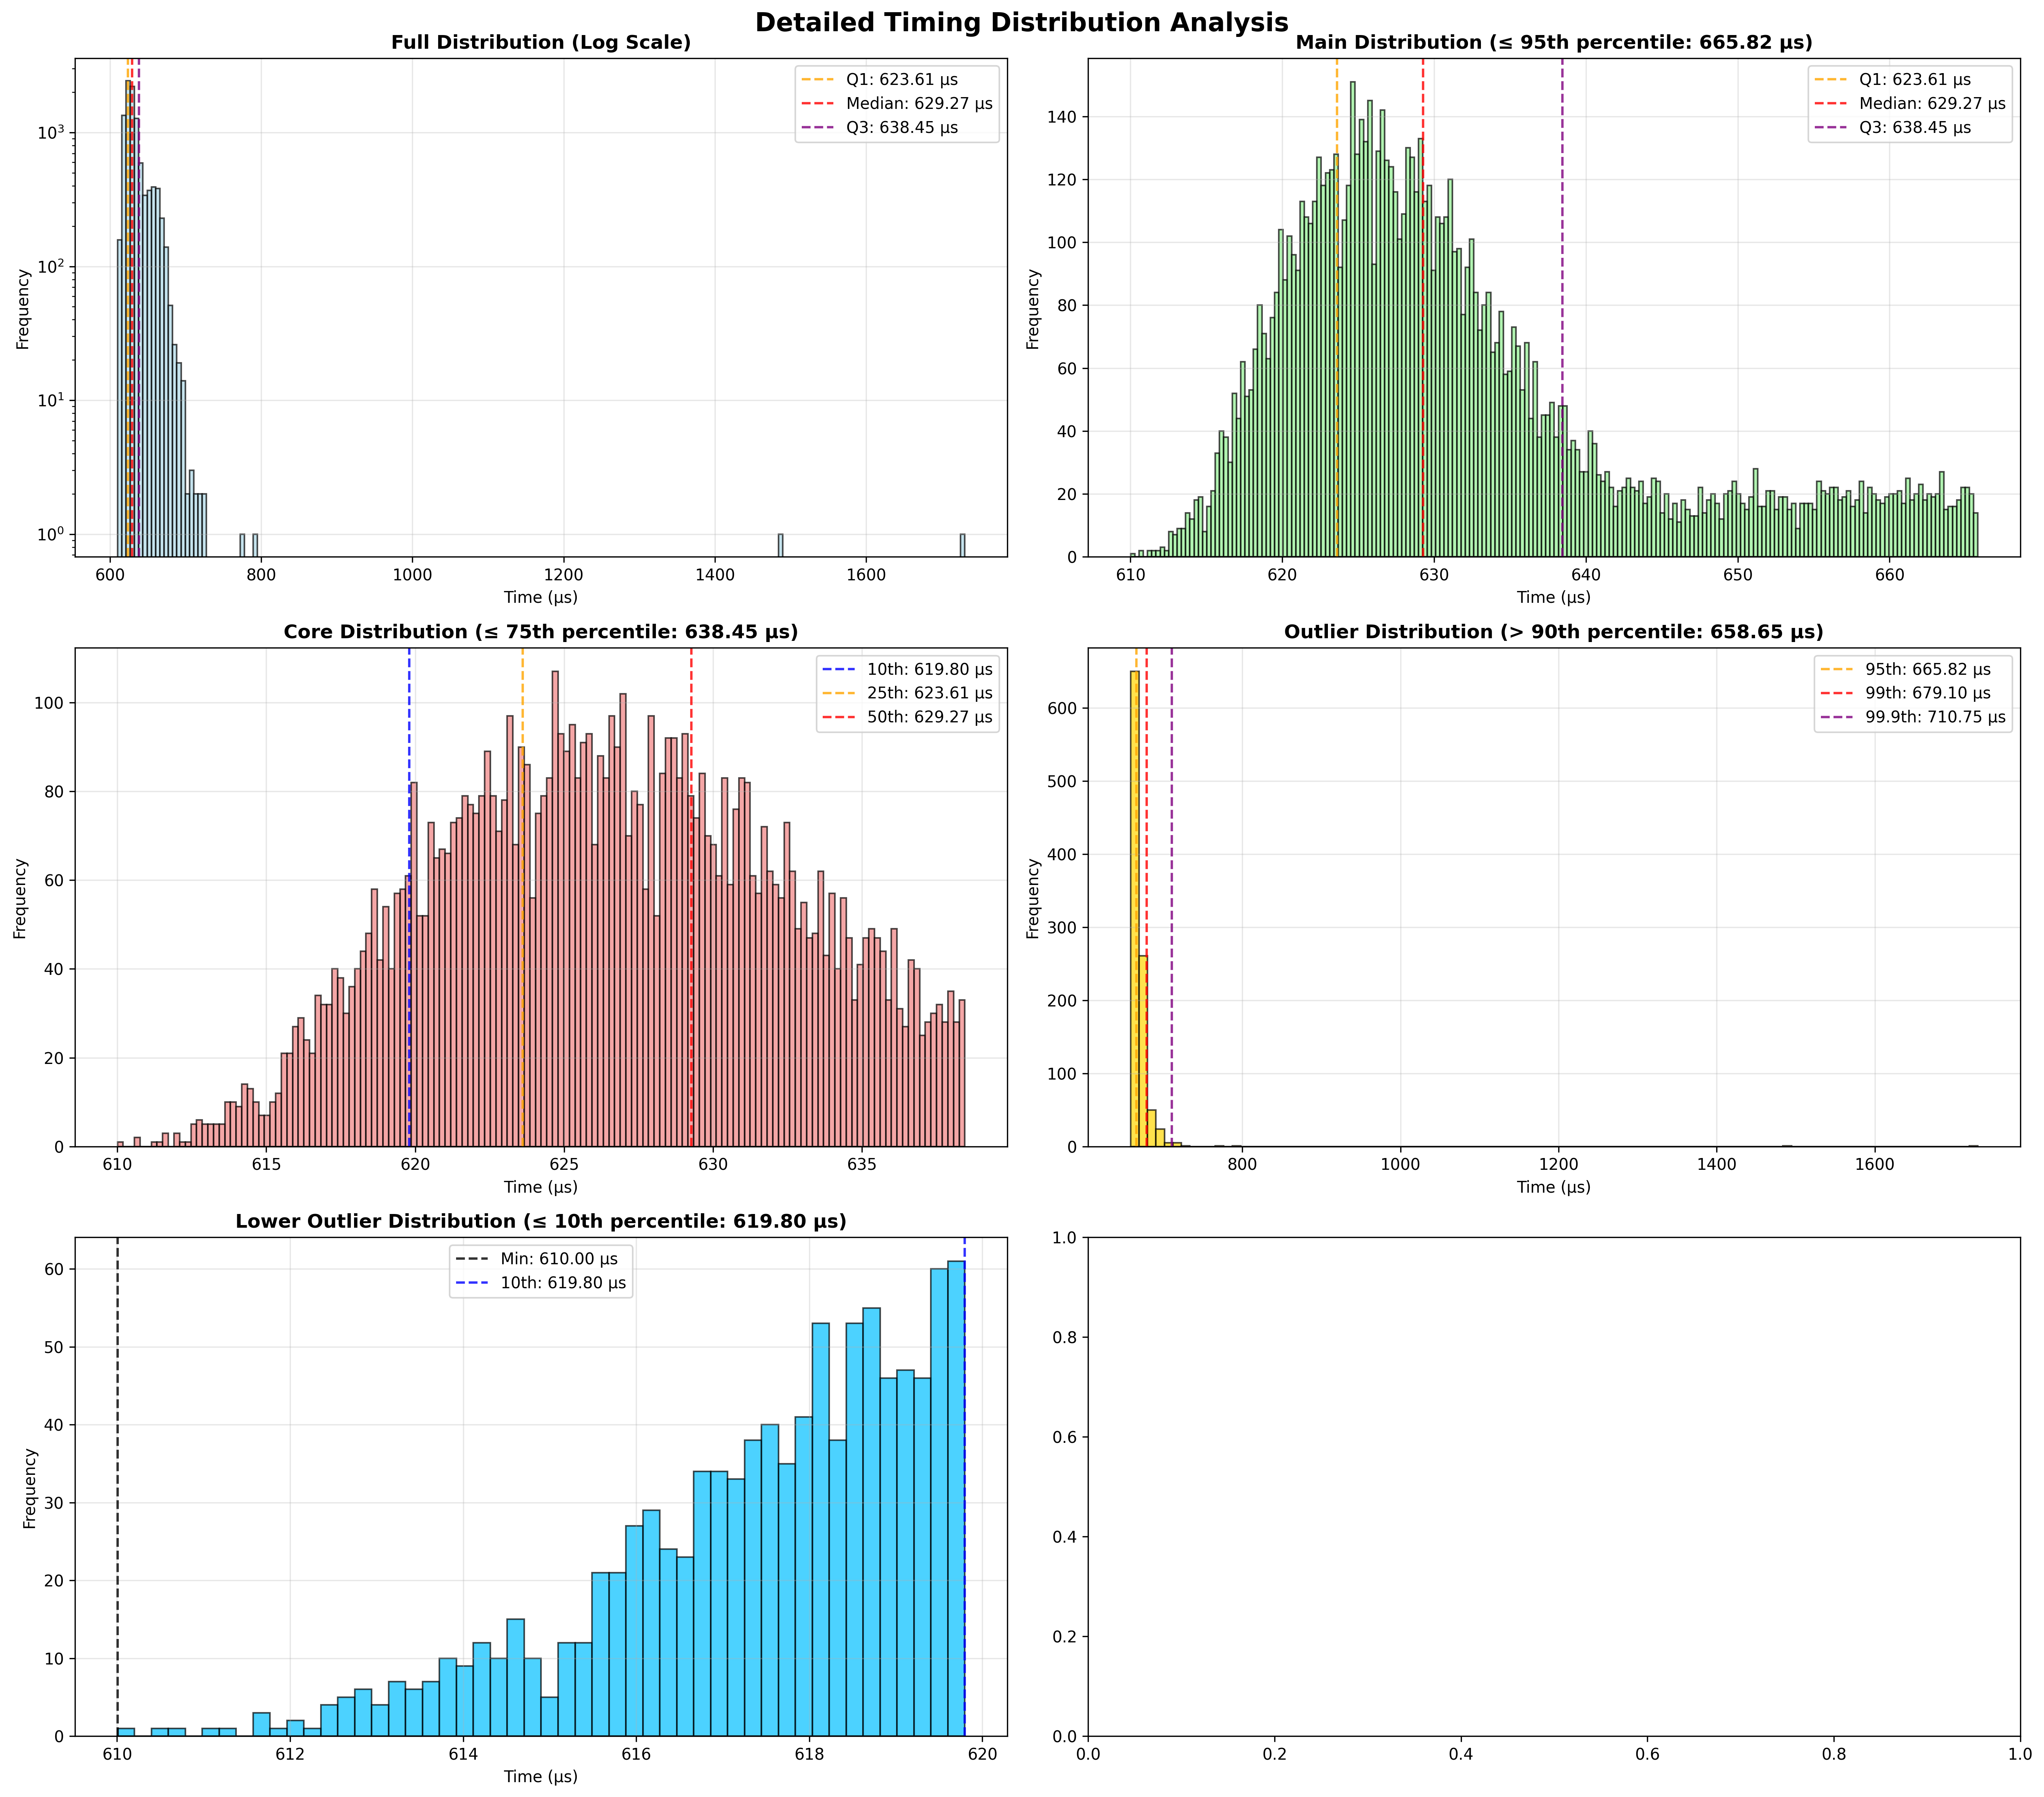 Detailed Timing Distribution Analysis
Full Distribution (Log Scale)
Q1: 623.61 μs
Median: 629.27 μs
Q3: 638.45 μs
10³
10²
10¹
10⁰
Frequency
600 800 1000 1200 1400 1600
Time (μs)
Main Distribution (≤ 95th percentile: 665.82 μs)
Q1: 623.61 μs
Median: 629.27 μs
Q3: 638.45 μs
140
120
100
80
60
40
20
0
Frequency
610 620 630 640 650 660
Time (μs)
Core Distribution (≤ 75th percentile: 638.45 μs)
10th: 619.80 μs
25th: 623.61 μs
50th: 629.27 μs
100
80
60
40
20
0
Frequency
610 615 620 625 630 635
Time (μs)
Outlier Distribution (> 90th percentile: 658.65 μs)
95th: 665.82 μs
99th: 679.10 μs
99.9th: 710.75 μs
600
500
400
300
200
100
0
Frequency
800 1000 1200 1400 1600
Time (μs)
Lower Outlier Distribution (≤ 10th percentile: 619.80 μs)
Min: 610.00 μs
10th: 619.80 μs
60
50
40
30
20
10
0
Frequency
610 612 614 616 618 620
Time (μs)
1.0
0.8
0.6
0.4
0.2
0.0
0.0 0.2 0.4 0.6 0.8 1.0